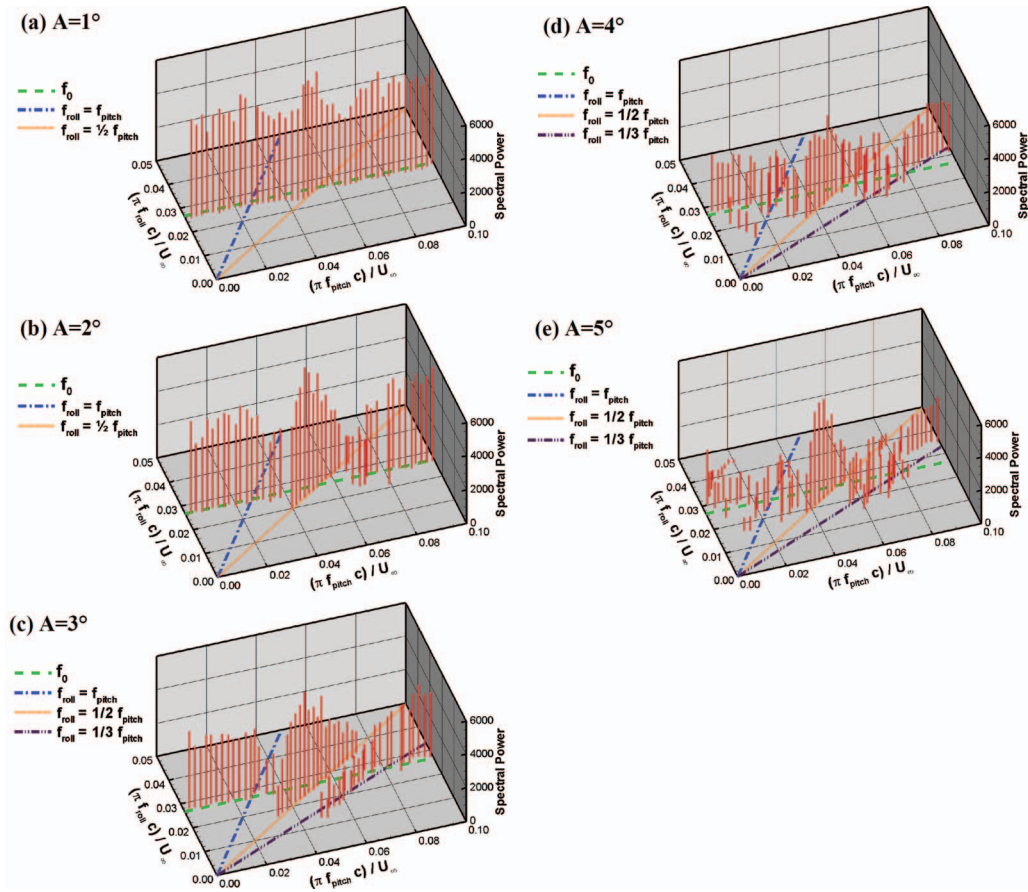 (a) A=1°
f0
froll = fpitch
froll = ½ fpitch
6000
4000
2000
0
Spectral Power
0.05
0.04
0.03
0.02
0.01
0.00
(π froll c) / U∞
0.00
0.02
0.04
0.06
0.08
0.10
(π fpitch c) / U∞
(b) A=2°
f0
froll = fpitch
froll = ½ fpitch
6000
4000
2000
0
Spectral Power
0.05
0.04
0.03
0.02
0.01
0.00
(π froll c) / U∞
0.00
0.02
0.04
0.06
0.08
0.10
(π fpitch c) / U∞
(c) A=3°
f0
froll = fpitch
froll = 1/2 fpitch
froll = 1/3 fpitch
6000
4000
2000
0
Spectral Power
0.05
0.04
0.03
0.02
0.01
0.00
(π froll c) / U∞
0.00
0.02
0.04
0.06
0.08
0.10
(π fpitch c) / U∞
(d) A=4°
f0
froll = fpitch
froll = 1/2 fpitch
froll = 1/3 fpitch
6000
4000
2000
0
Spectral Power
0.05
0.04
0.03
0.02
0.01
0.00
(π froll c) / U∞
0.00
0.02
0.04
0.06
0.08
0.10
(π fpitch c) / U∞
(e) A=5°
f0
froll = fpitch
froll = 1/2 fpitch
froll = 1/3 fpitch
6000
4000
2000
0
Spectral Power
0.05
0.04
0.03
0.02
0.01
0.00
(π froll c) / U∞
0.00
0.02
0.04
0.06
0.08
0.10
(π fpitch c) / U∞